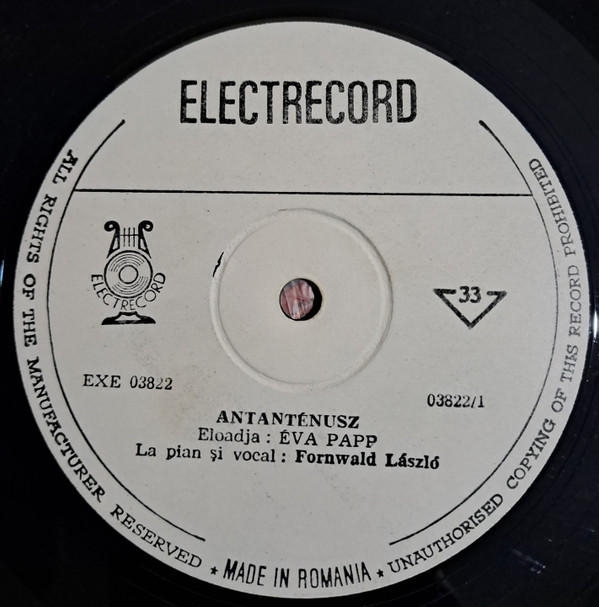 ELECTRECORD
ALL RIGHTS OF THE MANUFACTURER RESERVED ★ MADE IN ROMANIA ★ UNAUTHORISED COPYING OF THIS RECORD PROHIBITED
ELECTRECORD
33
EXE 03822
03822/1
ANTANTÉNUSZ
Eloadja : ÉVA PAPP
La pian și vocal : Fornwald László